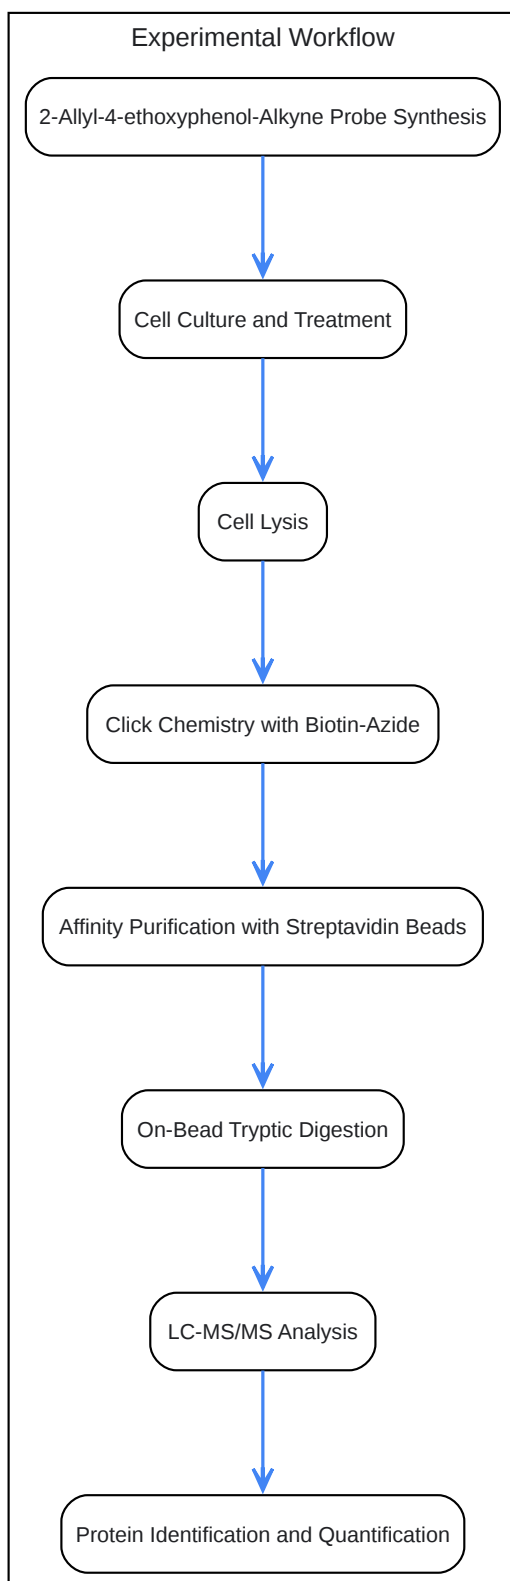 Experimental Workflow
2-Allyl-4-ethoxyphenol-Alkyne Probe Synthesis
Cell Culture and Treatment
Cell Lysis
Click Chemistry with Biotin-Azide
Affinity Purification with Streptavidin Beads
On-Bead Tryptic Digestion
LC-MS/MS Analysis
Protein Identification and Quantification